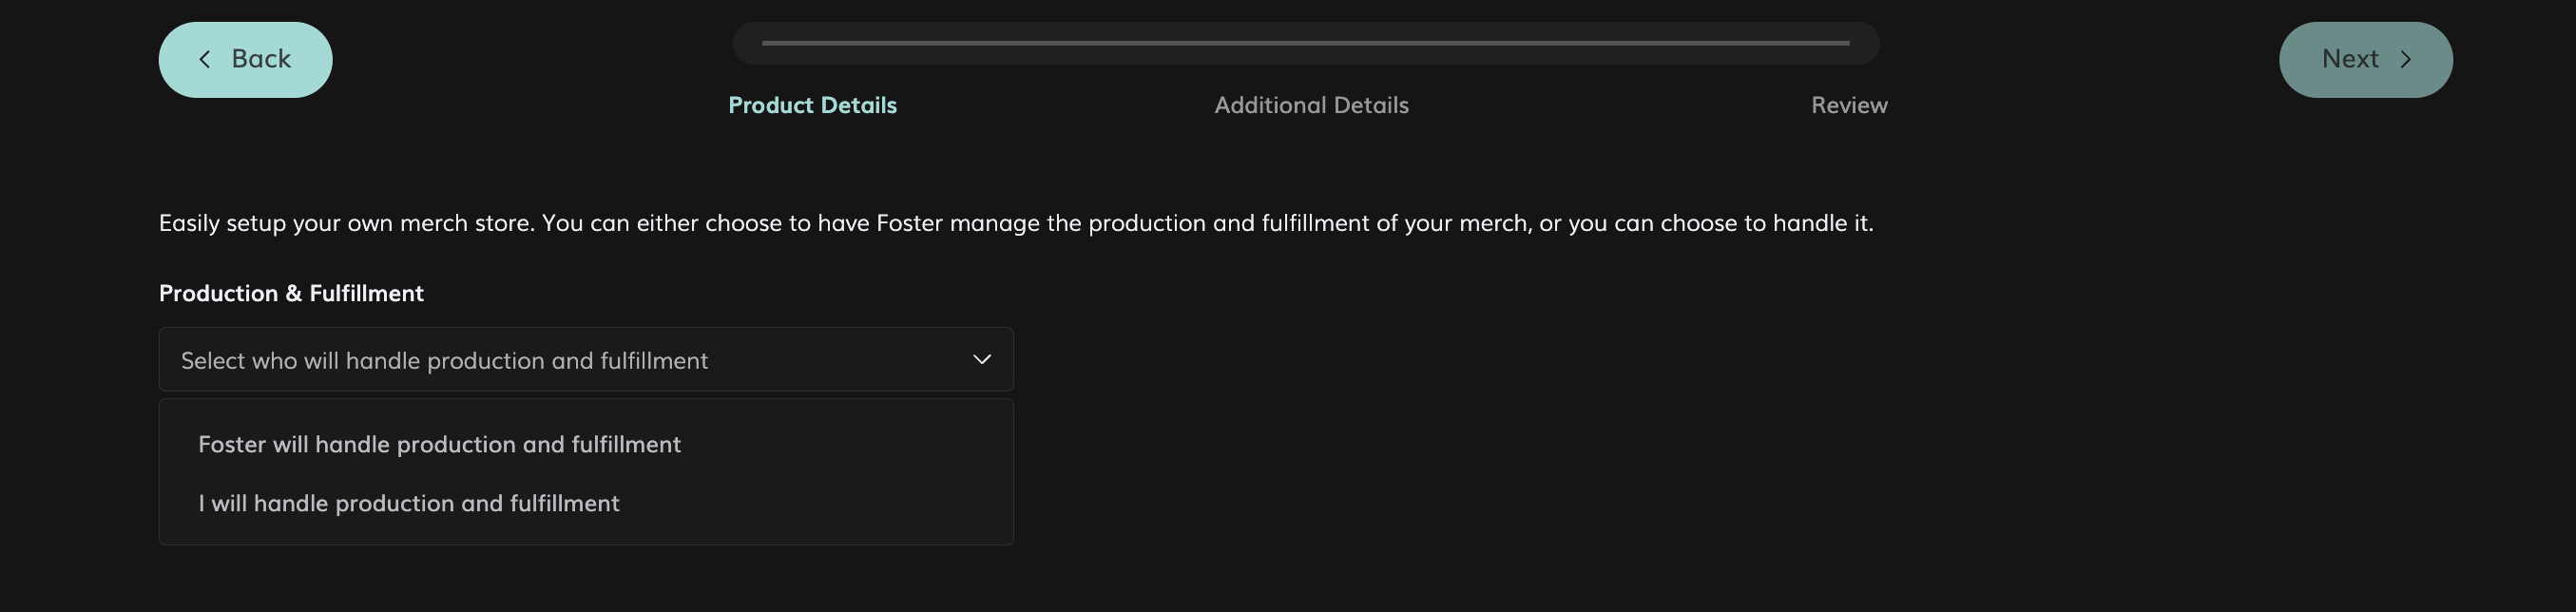 Back
Next
Product Details
Additional Details
Review
Easily setup your own merch store. You can either choose to have Foster manage the production and fulfillment of your merch, or you can choose to handle it.
Production & Fulfillment
Select who will handle production and fulfillment
Foster will handle production and fulfillment
I will handle production and fulfillment